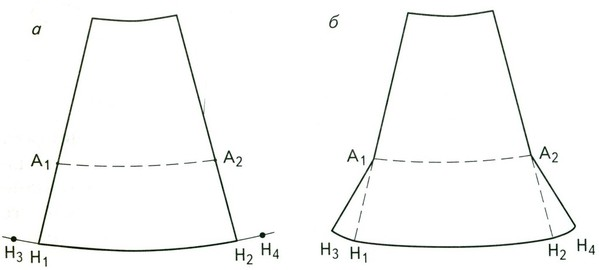 а
б
A₁
A₂
A₁
A₂
H₃
H₁
H₂
H₄
H₃
H₁
H₂
H₄